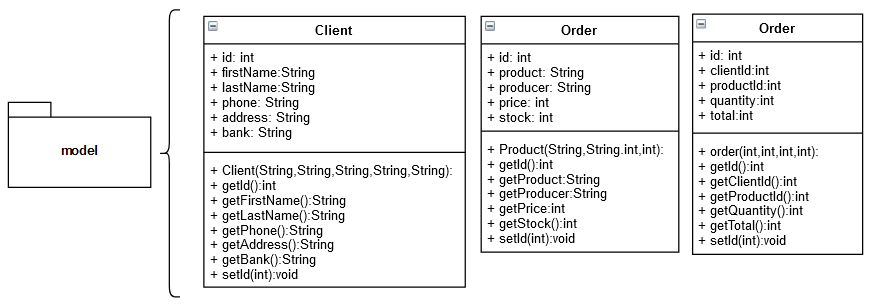 model
Client
+ id: int
+ firstName:String
+ lastName:String
+ phone: String
+ address: String
+ bank: String
+ Client(String,String,String,String,String):
+ getId():int
+ getFirstName():String
+ getLastName():String
+ getPhone():String
+ getAddress():String
+ getBank():String
+ setId(int):void
Order
+ id: int
+ product: String
+ producer: String
+ price: int
+ stock: int
+ Product(String,String.int,int):
+ getId():int
+ getProduct:String
+ getProducer:String
+ getPrice:int
+ getStock():int
+ setId(int):void
Order
+ id: int
+ clientId:int
+ productId:int
+ quantity:int
+ total:int
+ order(int,int,int,int):
+ getId():int
+ getClientId():int
+ getProductId():int
+ getQuantity():int
+ getTotal():int
+ setId(int):void